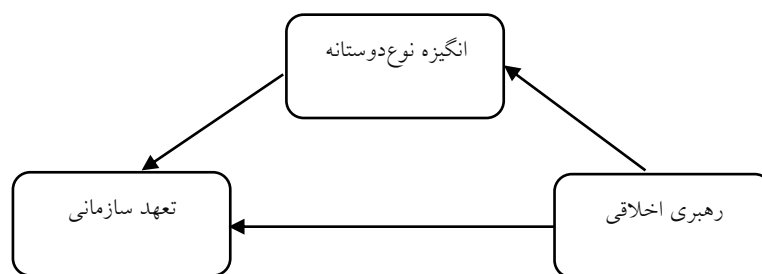 انگیزه نوع‌دوستانه
رهبری اخلاقی
تعهد سازمانی